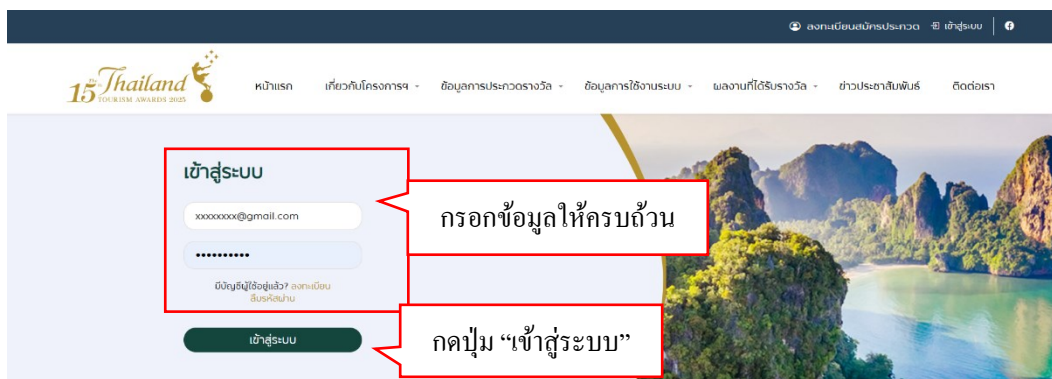 ลงทะเบียนสมัครประกวด เข้าสู่ระบบ
The 15th Thailand
TOURISM AWARDS 2025
หน้าแรก เกี่ยวกับโครงการฯ ข้อมูลการประกวดรางวัล ข้อมูลการใช้งานระบบ ผลงานที่ได้รับรางวัล ข่าวประชาสัมพันธ์ ติดต่อเรา
เข้าสู่ระบบ
xxxxxxxx@gmail.com
••••••••••
กรอกข้อมูลให้ครบถ้วน
มีบัญชีผู้ใช้อยู่แล้ว? ลงทะเบียน
ลืมรหัสผ่าน
เข้าสู่ระบบ
กดปุ่ม “เข้าสู่ระบบ”